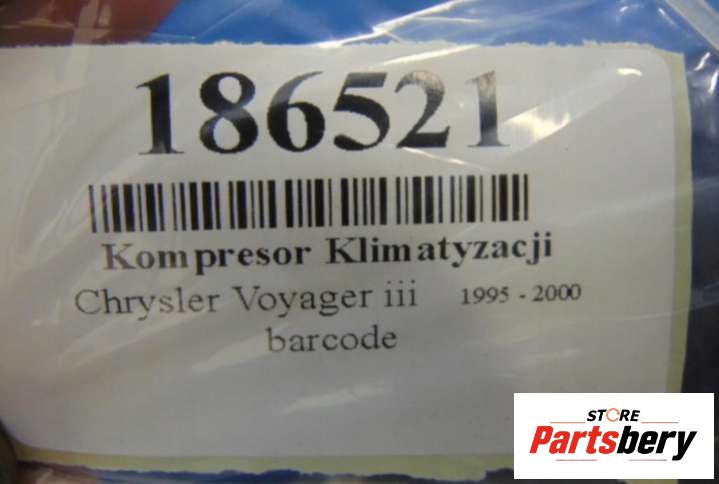 186521
Kompresor Klimatyzacji
Chrysler Voyager iii 1995 - 2000
barcode
STORE
Partsbery